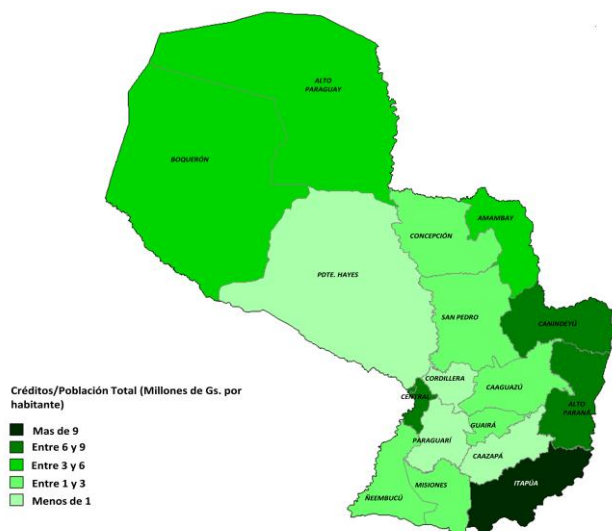 ALTO
PARAGUAY
BOQUERÓN
AMAMBAY
CONCEPCIÓN
PDTE. HAYES
SAN PEDRO
CANINDEYÚ
CORDILLERA
CAAGUAZÚ
CENTRAL
ALTO
PARANÁ
GUAIRÁ
PARAGUARÍ
CAAZAPÁ
MISIONES
ITAPÚA
ÑEEMBUCÚ
Créditos/Población Total (Millones de Gs. por
habitante)
Mas de 9
Entre 6 y 9
Entre 3 y 6
Entre 1 y 3
Menos de 1